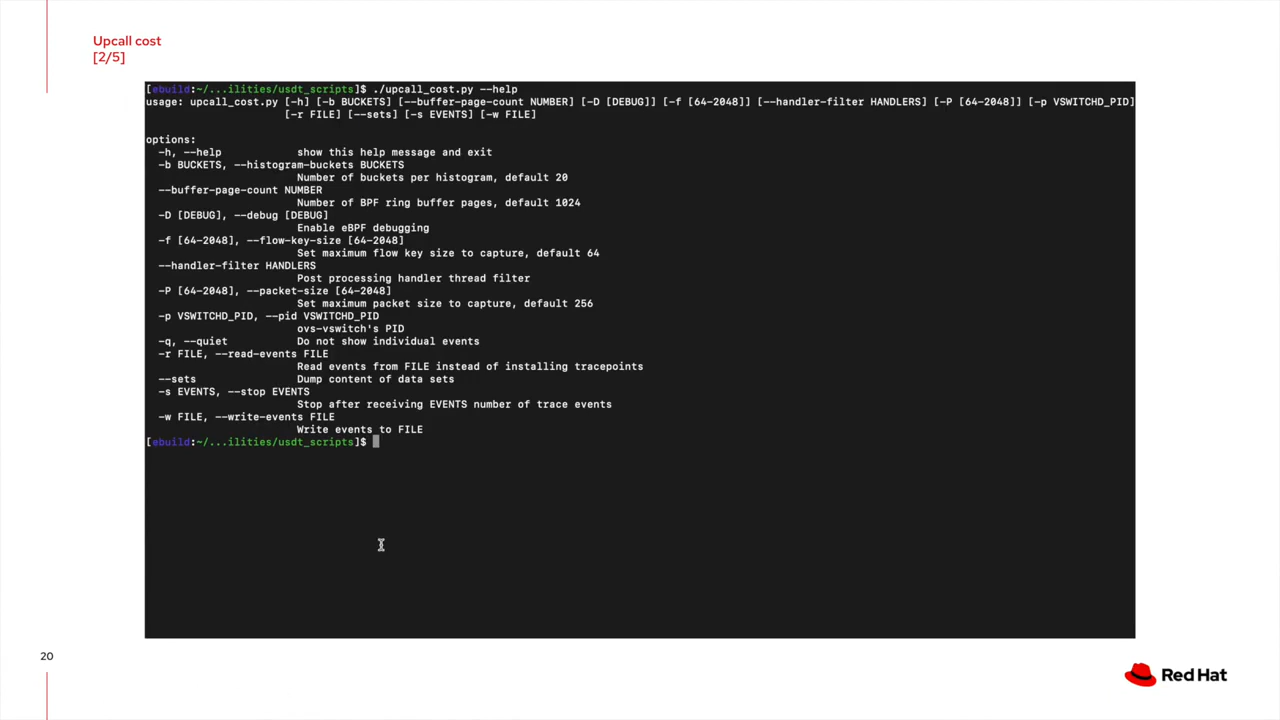 Upcall cost
[2/5]
[ebuild:~/...ilities/usdt_scripts]$ ./upcall_cost.py --help
usage: upcall_cost.py [-h] [-b BUCKETS] [--buffer-page-count NUMBER] [-D [DEBUG]] [-f [64-2048]] [--handler-filter HANDLERS] [-P [64-2048]] [-p VSWITCHD_PID]
[-r FILE] [--sets] [-s EVENTS] [-w FILE]
options:
-h, --help show this help message and exit
-b BUCKETS, --histogram-buckets BUCKETS
Number of buckets per histogram, default 20
--buffer-page-count NUMBER
Number of BPF ring buffer pages, default 1024
-D [DEBUG], --debug [DEBUG]
Enable eBPF debugging
-f [64-2048], --flow-key-size [64-2048]
Set maximum flow key size to capture, default 64
--handler-filter HANDLERS
Post processing handler thread filter
-P [64-2048], --packet-size [64-2048]
Set maximum packet size to capture, default 256
-p VSWITCHD_PID, --pid VSWITCHD_PID
ovs-vswitch's PID
-q, --quiet Do not show individual events
-r FILE, --read-events FILE
Read events from FILE instead of installing tracepoints
--sets Dump content of data sets
-s EVENTS, --stop EVENTS
Stop after receiving EVENTS number of trace events
-w FILE, --write-events FILE
Write events to FILE
[ebuild:~/...ilities/usdt_scripts]$
20
Red Hat